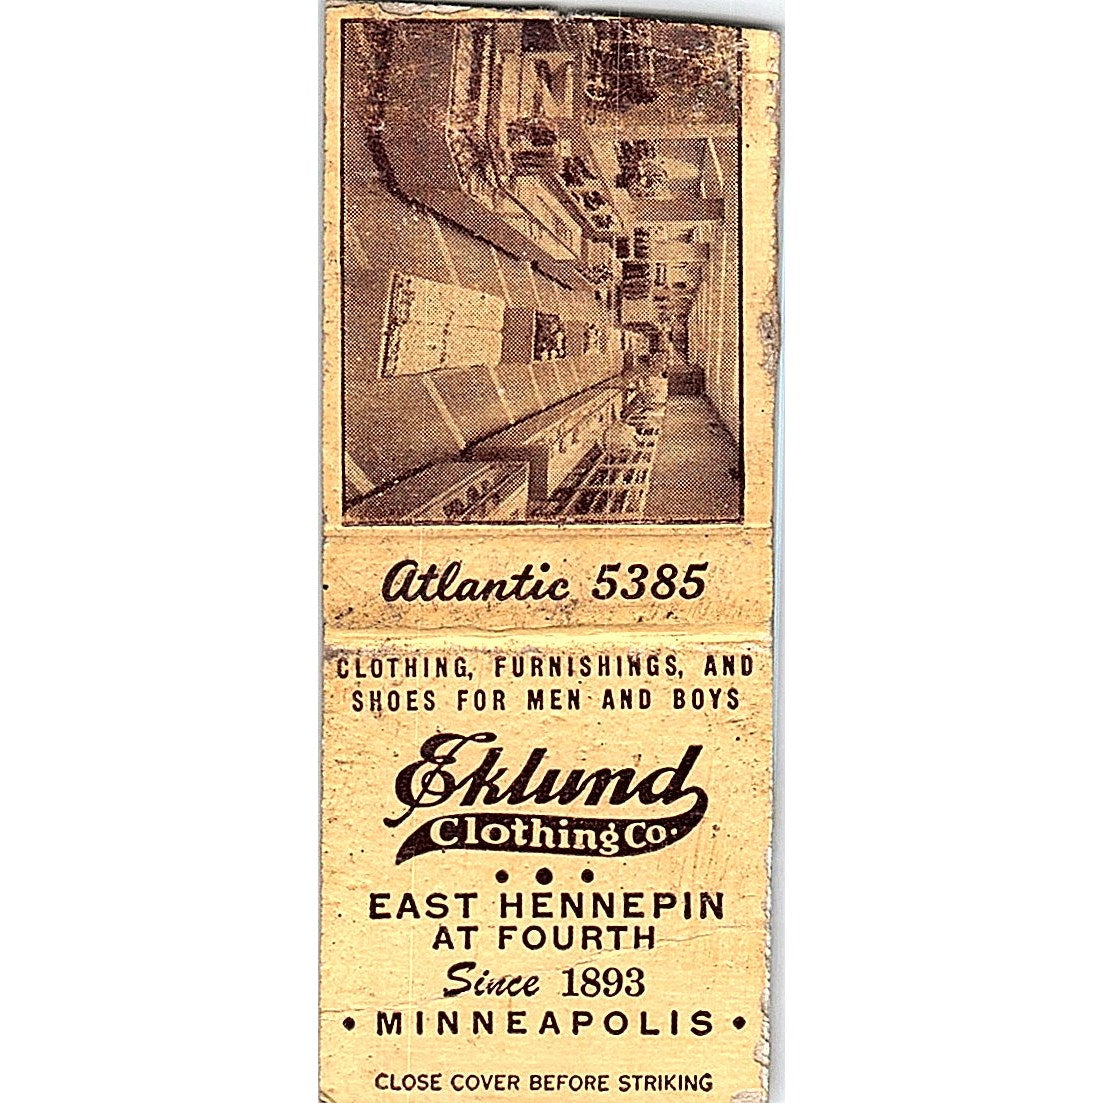 Atlantic 5385
CLOTHING, FURNISHINGS, AND
SHOES FOR MEN AND BOYS
Eklund
Clothing Co.
EAST HENNEPIN
AT FOURTH
Since 1893
• MINNEAPOLIS •
CLOSE COVER BEFORE STRIKING